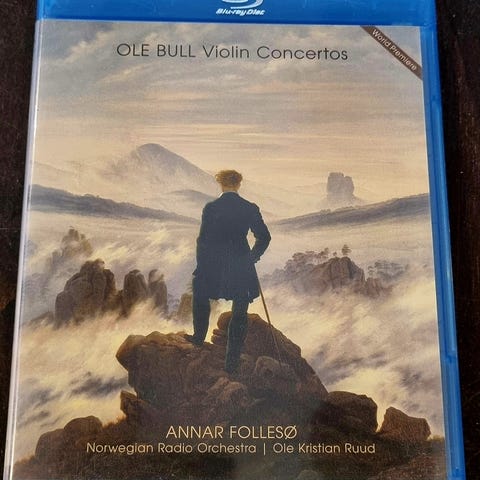 Blu-ray Disc
OLE BULL Violin Concertos
World Premiere
ANNAR FOLLESØ
Norwegian Radio Orchestra | Ole Kristian Ruud